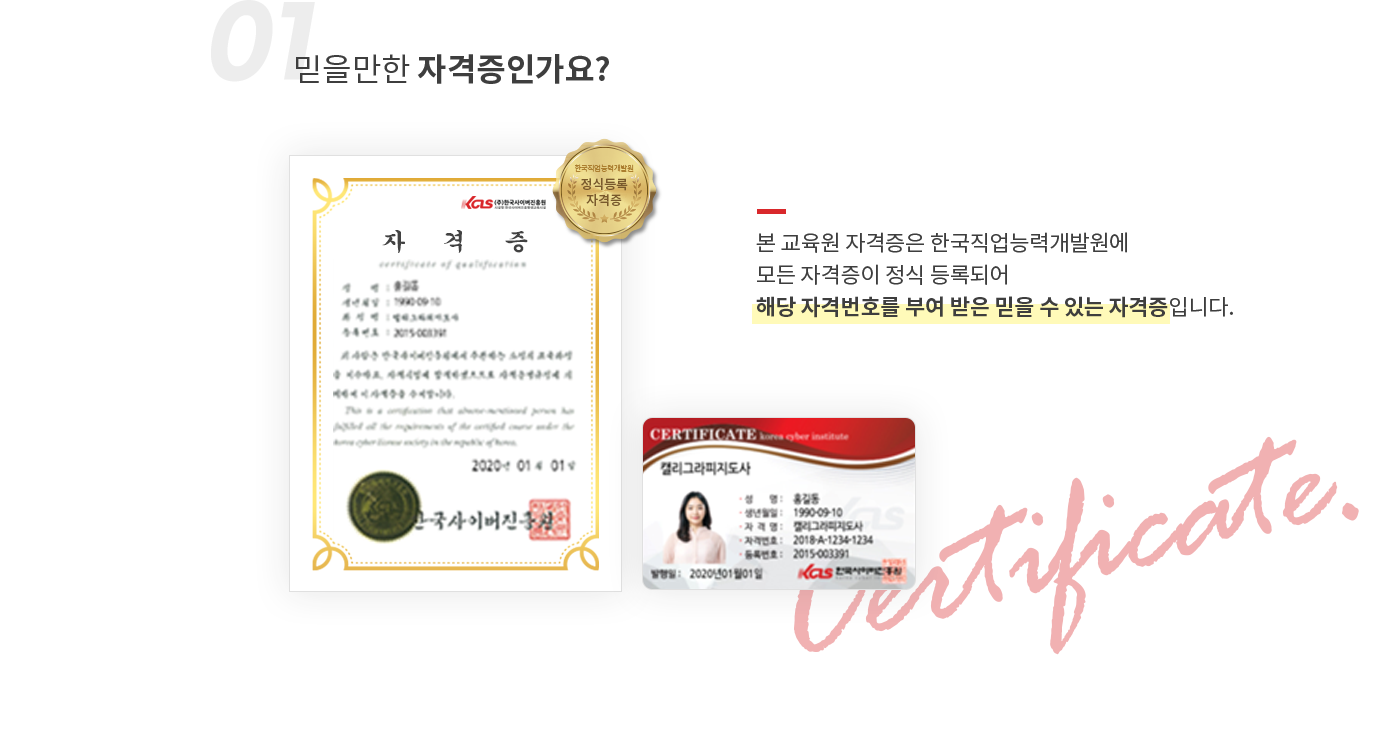 01
믿을만한 자격증인가요?
한국직업능력개발원
정식등록
자격증
KCIS (주)한국사이버진흥원
자 격 증
certificate of qualification
성 명 : 홍길동
생년월일 : 1990-09-10
자 격 명 : 캘리그라피지도사
등록번호 : 2015-003391
This is a certification that above-mentioned person has
fulfilled all the requirements of the certified course under the
korea cyber license society in the republic of korea.
2020년 01월 01일
한국사이버진흥원
본 교육원 자격증은 한국직업능력개발원에
모든 자격증이 정식 등록되어
해당 자격번호를 부여 받은 믿을 수 있는 자격증입니다.
CERTIFICATE korea cyber institute
캘리그라피지도사
성 명 : 홍길동
생년월일 : 1990-09-10
자 격 명 : 캘리그라피지도사
자격번호 : 2018-A-1234-1234
등록번호 : 2015-003391
발행일 : 2020년01월01일
KCIS 한국사이버진흥원
Certificate.